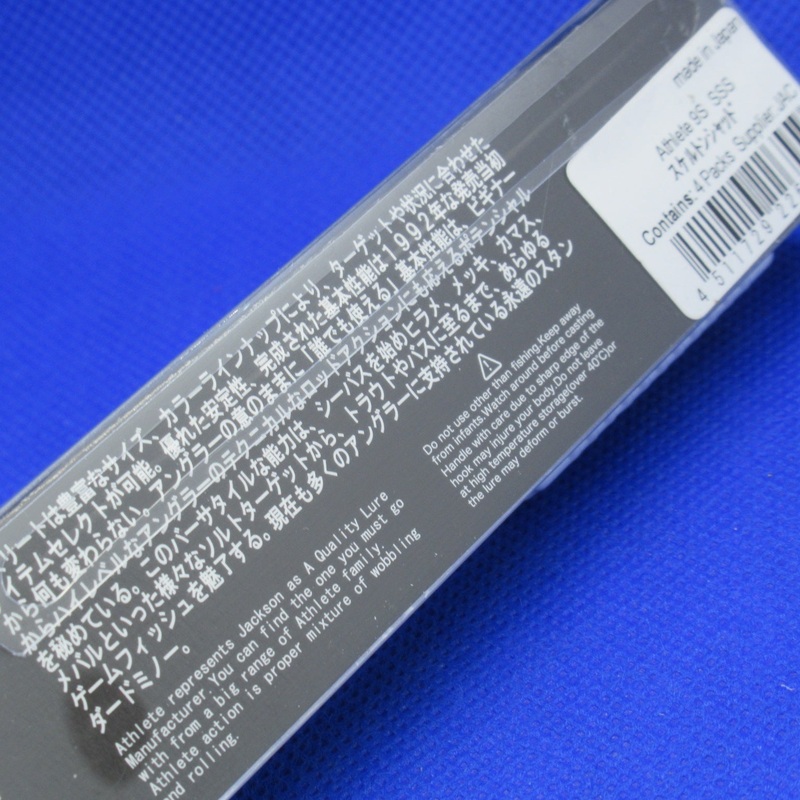 made in Japan
Athlete 9S SSS
スケルトンシャッド
Contains: 4 Packs Supplier: JAC
4 511729 22
リートは豊富なサイズ、カラーラインナップにより、ターゲットや状況に合わせた
イテムセレクトが可能。優れた安定性、完成された基本性能は1992年な発売当初
から何も変わらない。アングラーの意のままに「誰でも使える」基本性能は、ビギナー
からハイレベルなアングラーのテクニカルなロッドアクションにも応えるポテンシャル
を秘めている。このバーサタイルな能力は、シーバスを始めヒラメ、メッキ、カマス、
メバルといった様々なソルトターゲットから、トラウトやバスに至るまで、あらゆる
ゲームフィッシュを魅了する。現在も多くのアングラーに支持されている永遠のスタン
ダードミノー。
Athlete represents Jackson as A Quality Lure
Manufacturer.You can find the one you must go
with from a big range of Athlete family.
Athlete action is proper mixture of wobbling
and rolling.
Do not use other than fishing.Keep away
from infants.Watch around before casting
Handle with care due to sharp edge of the
hook may injure your body.Do not leave
at high temperature storage(over 40℃)or
the lure may deform or burst.